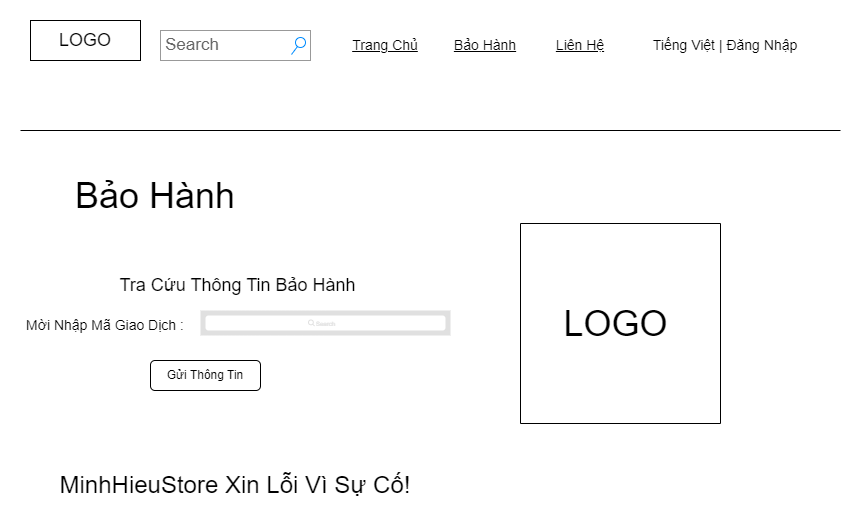 LOGO
Search
Trang Chủ
Bảo Hành
Liên Hệ
Tiếng Việt | Đăng Nhập
Bảo Hành
Tra Cứu Thông Tin Bảo Hành
Mời Nhập Mã Giao Dịch :
Search
Gửi Thông Tin
LOGO
MinhHieuStore Xin Lỗi Vì Sự Cố!